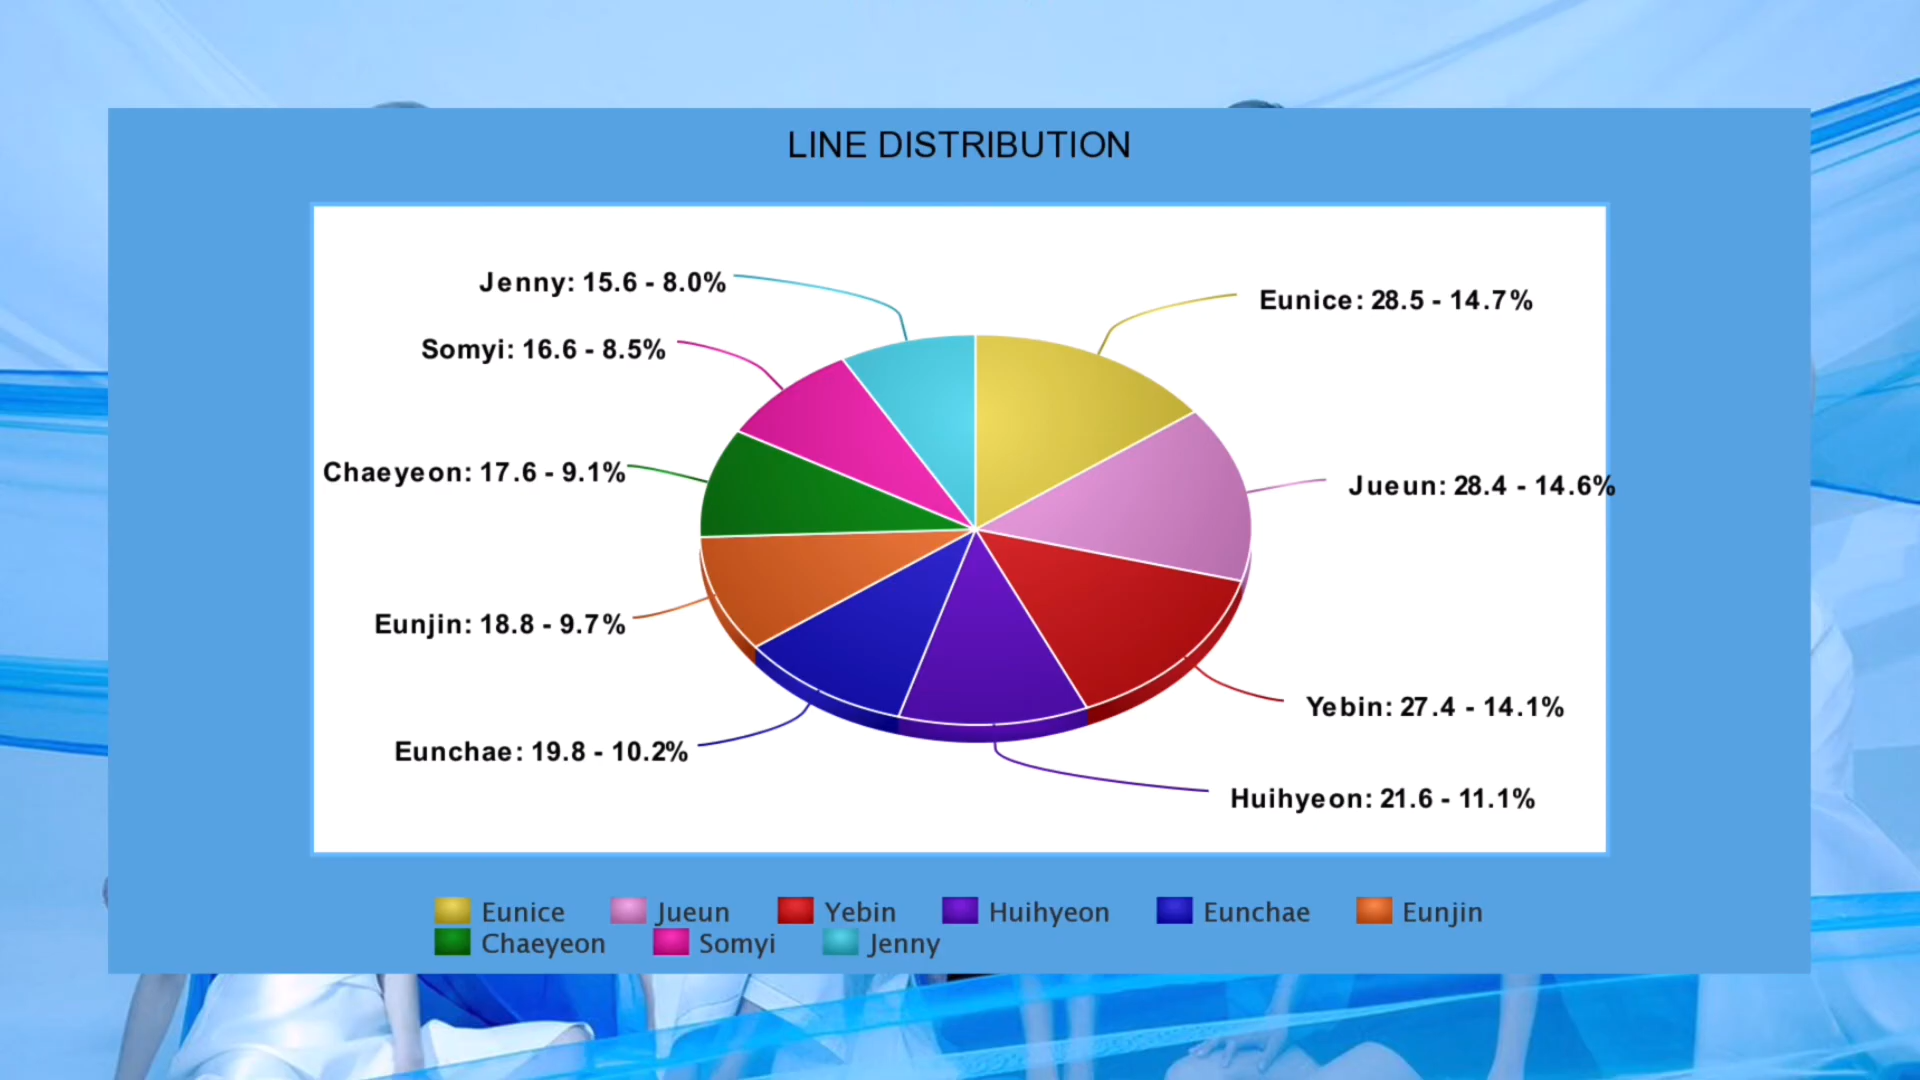 LINE DISTRIBUTION
Jenny: 15.6 - 8.0%
Eunice: 28.5 - 14.7%
Somyi: 16.6 - 8.5%
Chaeyeon: 17.6 - 9.1%
Jueun: 28.4 - 14.6%
Eunjin: 18.8 - 9.7%
Yebin: 27.4 - 14.1%
Eunchae: 19.8 - 10.2%
Huihyeon: 21.6 - 11.1%
Eunice Jueun Yebin Huihyeon Eunchae Eunjin
Chaeyeon Somyi Jenny